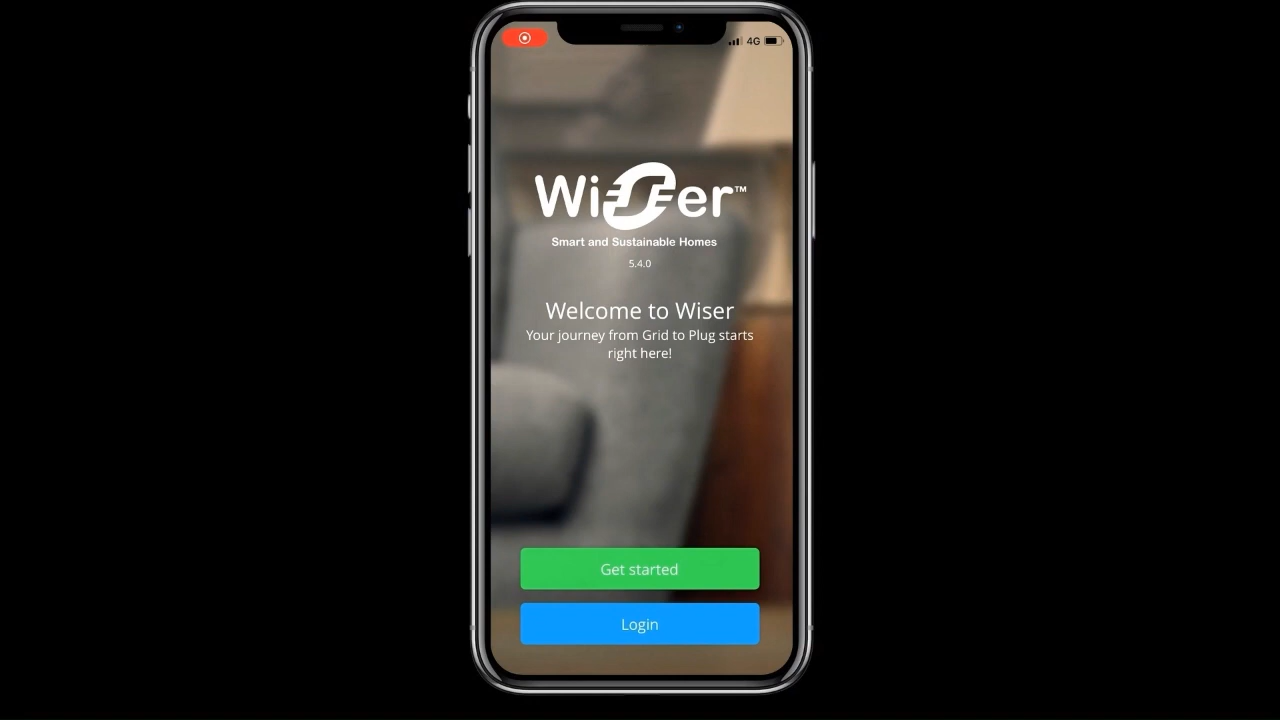 4G
Wiser™
Smart and Sustainable Homes
5.4.0
Welcome to Wiser
Your journey from Grid to Plug starts
right here!
Get started
Login